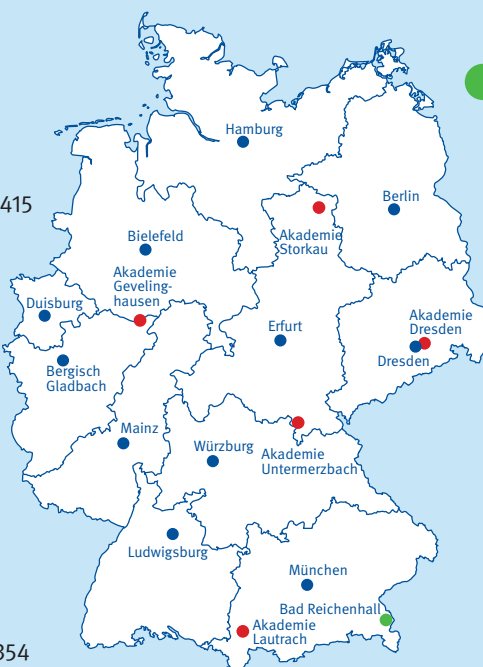 Hamburg
415
Berlin
Bielefeld
Akademie
Storkau
Akademie
Geveling-
hausen
Duisburg
Erfurt
Akademie
Dresden
Dresden
Bergisch
Gladbach
Mainz
Würzburg
Akademie
Untermerzbach
Ludwigsburg
München
Bad Reichenhall
Akademie
Lautrach
354